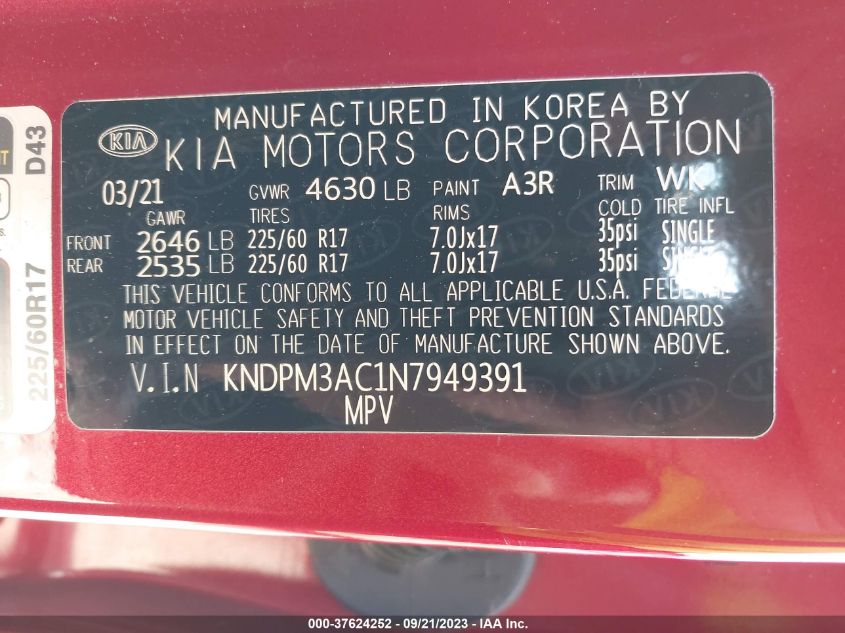 MANUFACTURED IN KOREA BY
KIA KIA MOTORS CORPORATION
03/21 GVWR 4630 LB PAINT A3R TRIM WK
GAWR TIRES RIMS COLD TIRE INFL
FRONT 2646 LB 225/60 R17 7.0Jx17 35psi SINGLE
REAR 2535 LB 225/60 R17 7.0Jx17 35psi
THIS VEHICLE CONFORMS TO ALL APPLICABLE U.S.A. FEDERAL
MOTOR VEHICLE SAFETY AND THEFT PREVENTION STANDARDS
IN EFFECT ON THE DATE OF MANUFACTURE SHOWN ABOVE.
V.I.N KNDPM3AC1N7949391
MPV
D43
225/60R17
000-37624252 - 09/21/2023 - IAA Inc.